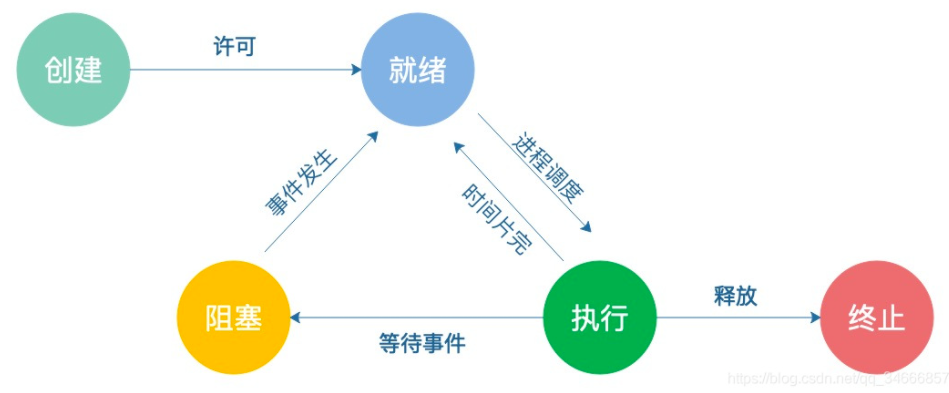 许可
创建
就绪
事件发生
进程调度
时间片完
阻塞
执行
释放
终止
等待事件
https://blog.csdn.net/qq_34666857